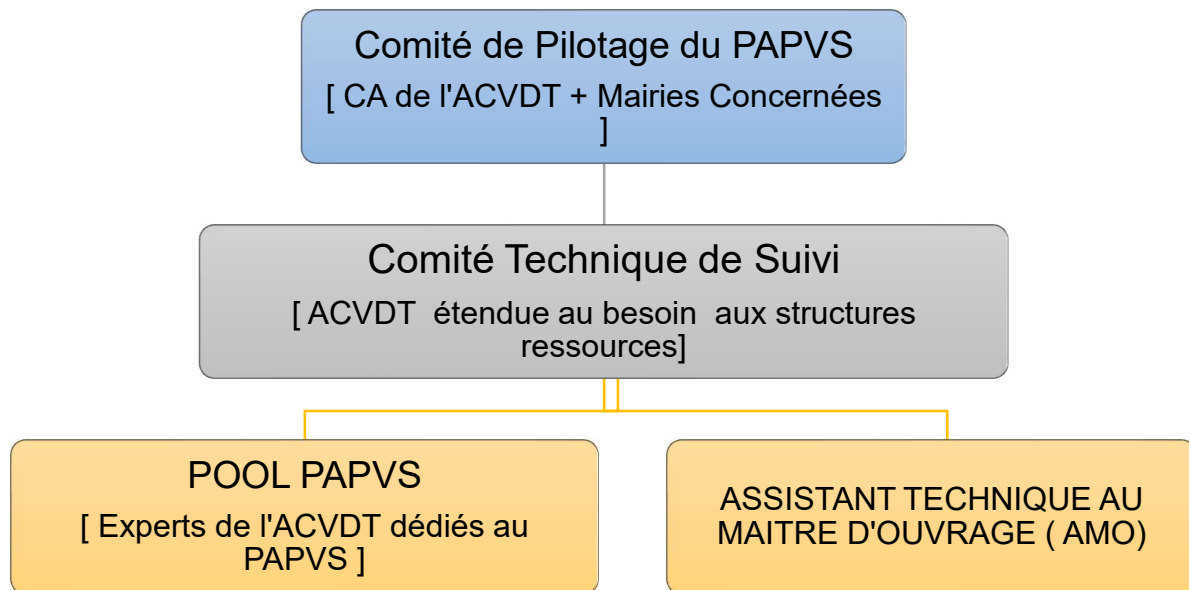 Comité de Pilotage du PAPVS
[ CA de l'ACVDT + Mairies Concernées
]
Comité Technique de Suivi
[ ACVDT étendue au besoin aux structures
ressources]
POOL PAPVS
[ Experts de l'ACVDT dédiés au
PAPVS ]
ASSISTANT TECHNIQUE AU
MAITRE D'OUVRAGE ( AMO)